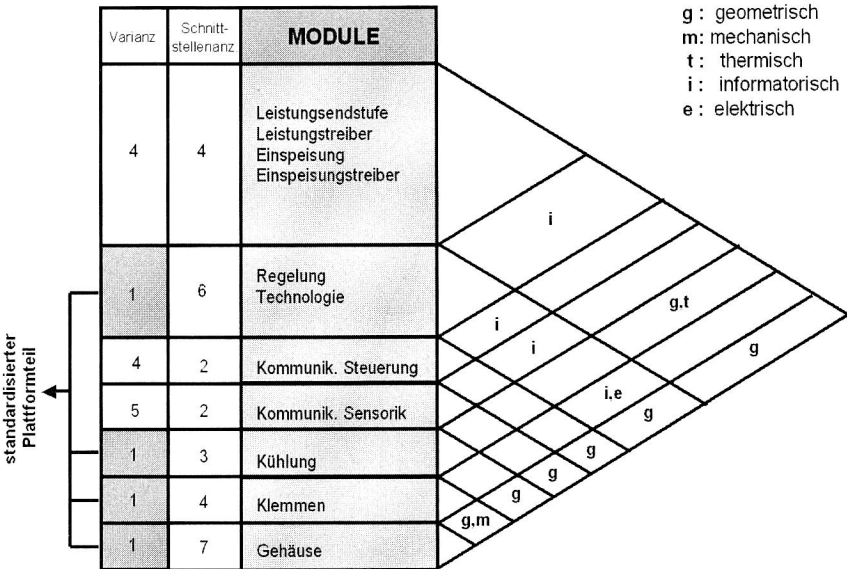 Varianz
Schnitt-
stellenanz
MODULE
g : geometrisch
m: mechanisch
t : thermisch
i : informatorisch
e : elektrisch
4
4
Leistungsendstufe
Leistungstreiber
Einspeisung
Einspeisungstreiber
i
1
6
Regelung
Technologie
g,t
i
i
g
4
2
Kommunik. Steuerung
i,e
5
2
Kommunik. Sensorik
g
1
3
Kühlung
g
g
g
1
4
Klemmen
g,m
1
7
Gehäuse
standardisierter
Plattformteil